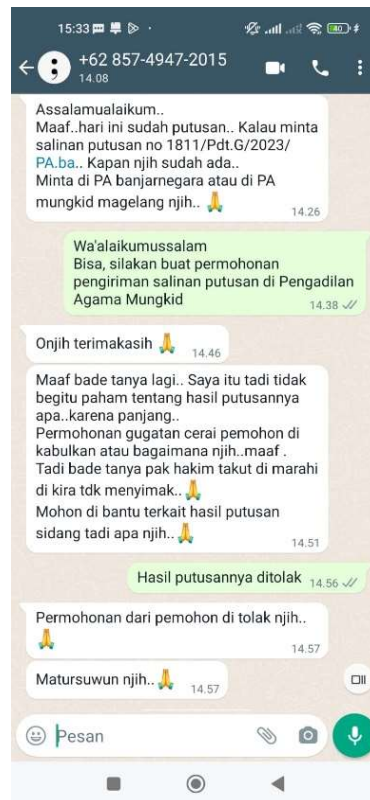 15:33
40
+62 857-4947-2015
14.08
Assalamualaikum..
Maaf..hari ini sudah putusan.. Kalau minta
salinan putusan no 1811/Pdt.G/2023/
PA.ba.. Kapan njih sudah ada..
Minta di PA banjarnegara atau di PA
mungkid magelang njih.. 🙏
14.26
Wa'alaikumussalam
Bisa, silakan buat permohonan
pengiriman salinan putusan di Pengadilan
Agama Mungkid
14.38
Onjih terimakasih 🙏
14.46
Maaf bade tanya lagi.. Saya itu tadi tidak
begitu paham tentang hasil putusannya
apa..karena panjang..
Permohonan gugatan cerai pemohon di
kabulkan atau bagaimana njih..maaf .
Tadi bade tanya pak hakim takut di marahi
di kira tdk menyimak..🙏
Mohon di bantu terkait hasil putusan
sidang tadi apa njih..🙏
14.51
Hasil putusannya ditolak
14.56
Permohonan dari pemohon di tolak njih..
🙏
14.57
Matursuwun njih..🙏
14.57
Pesan